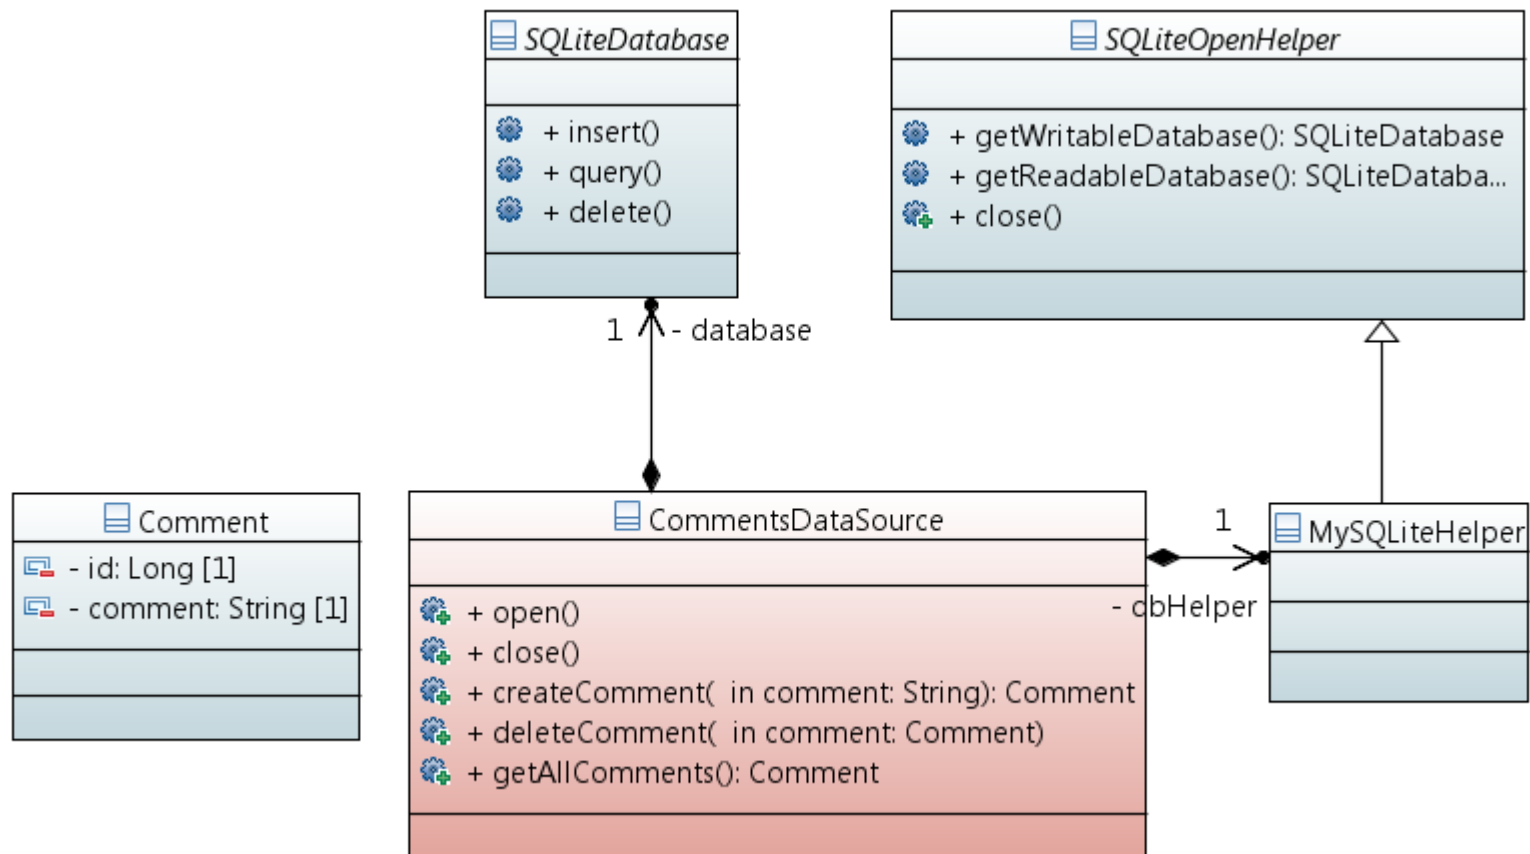 SQLiteDatabase
+ insert()
+ query()
+ delete()
SQLiteOpenHelper
+ getWritableDatabase(): SQLiteDatabase
+ getReadableDatabase(): SQLiteDataba...
+ close()
1
- database
Comment
- id: Long [1]
- comment: String [1]
CommentsDataSource
+ open()
+ close()
+ createComment(  in comment: String): Comment
+ deleteComment(  in comment: Comment)
+ getAllComments(): Comment
1
- dbHelper
MySQLiteHelper